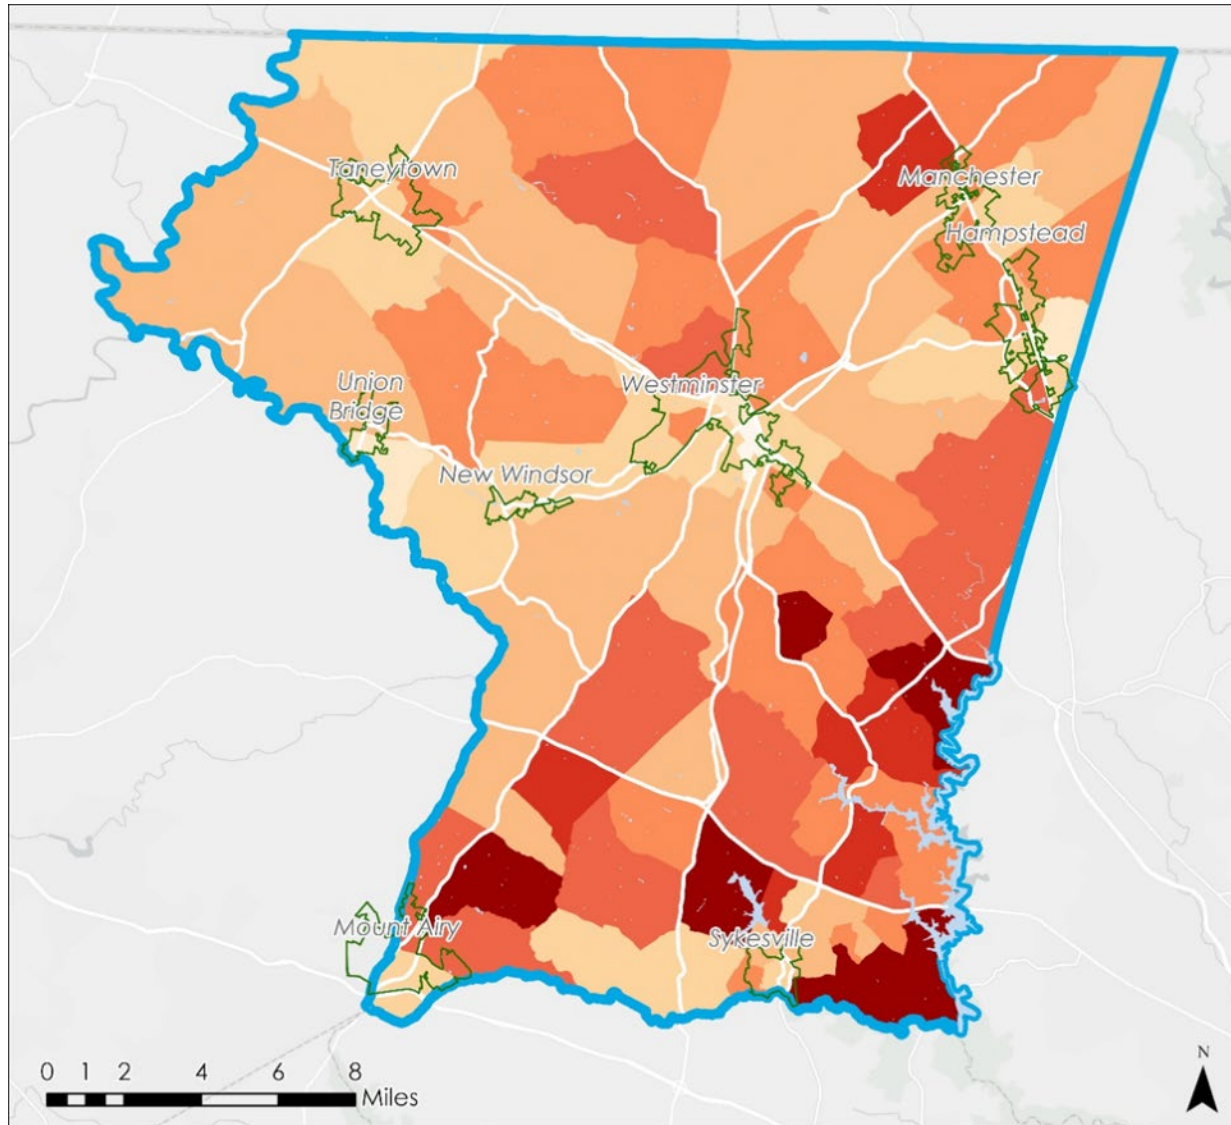 Taneytown
Manchester
Hampstead
Union
Bridge
Westminster
New Windsor
Mount Airy
Sykesville
0 1 2 4 6 8
Miles
N